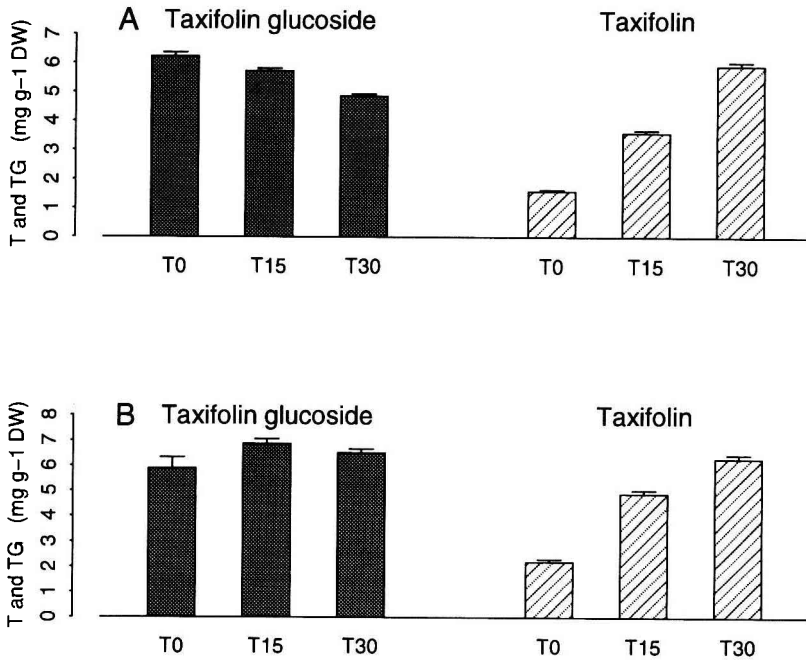 A Taxifolin glucoside Taxifolin
T and TG (mg g−1 DW)
7
6
5
4
3
2
1
0
T0 T15 T30 T0 T15 T30
B Taxifolin glucoside Taxifolin
T and TG (mg g−1 DW)
8
7
6
5
4
3
2
1
0
T0 T15 T30 T0 T15 T30